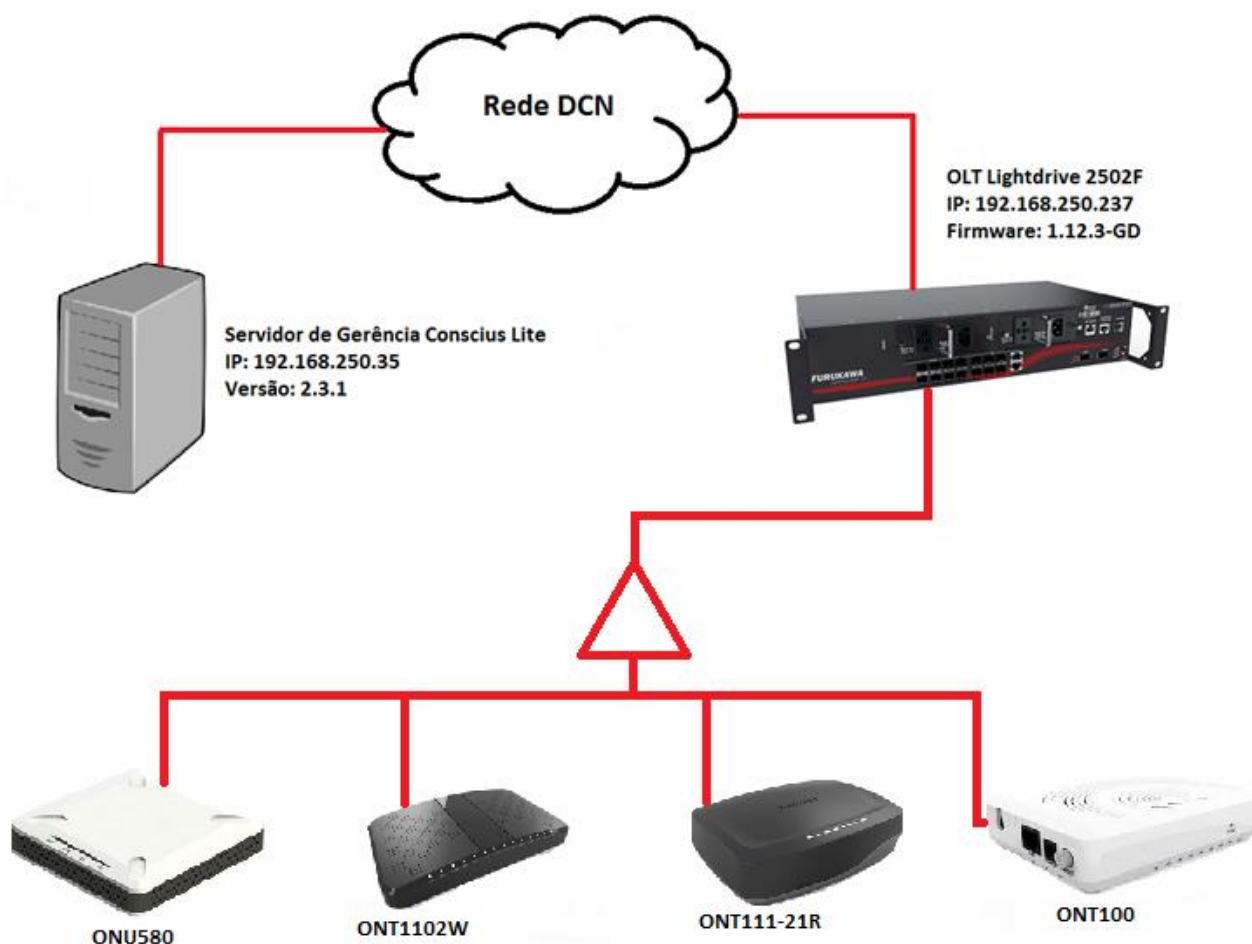 Rede DCN
OLT Lightdrive 2502F
IP: 192.168.250.237
Firmware: 1.12.3-GD
Servidor de Gerência Conscius Lite
IP: 192.168.250.35
Versão: 2.3.1
FURUKAWA
ONU580
ONT1102W
ONT111-21R
ONT100